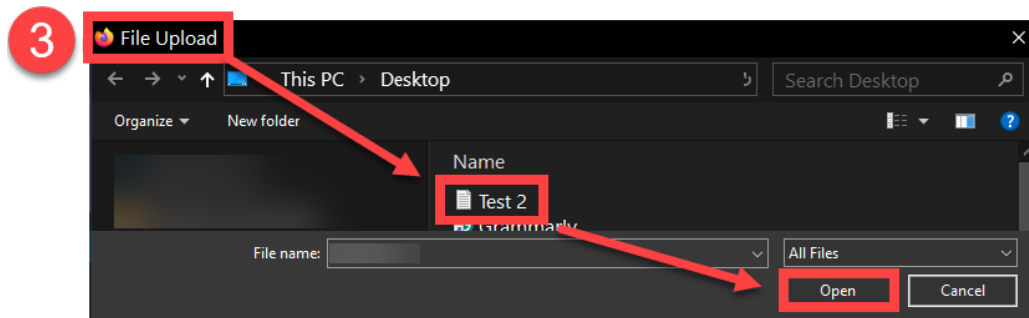 3
File Upload
This PC > Desktop
Search Desktop
Organize
New folder
Name
Test 2
Grammarly
File name:
All Files
Open
Cancel